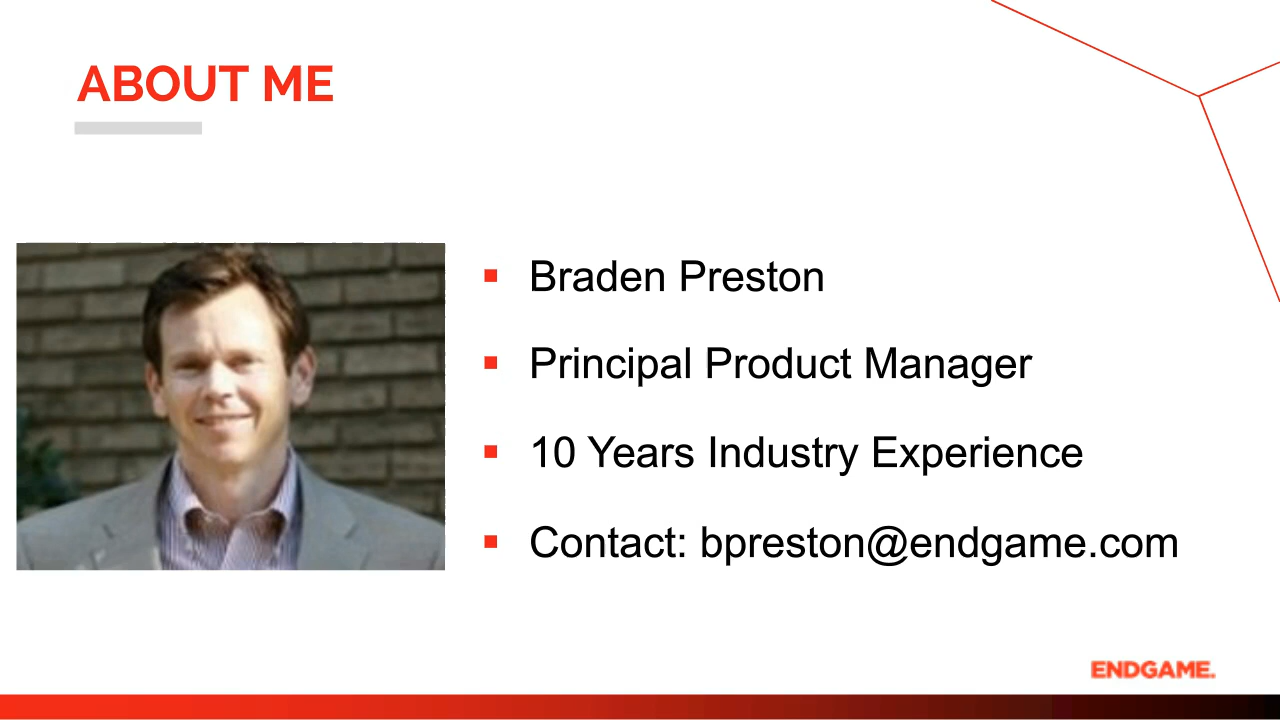 ABOUT ME
Braden Preston
Principal Product Manager
10 Years Industry Experience
Contact: bpreston@endgame.com
ENDGAME.